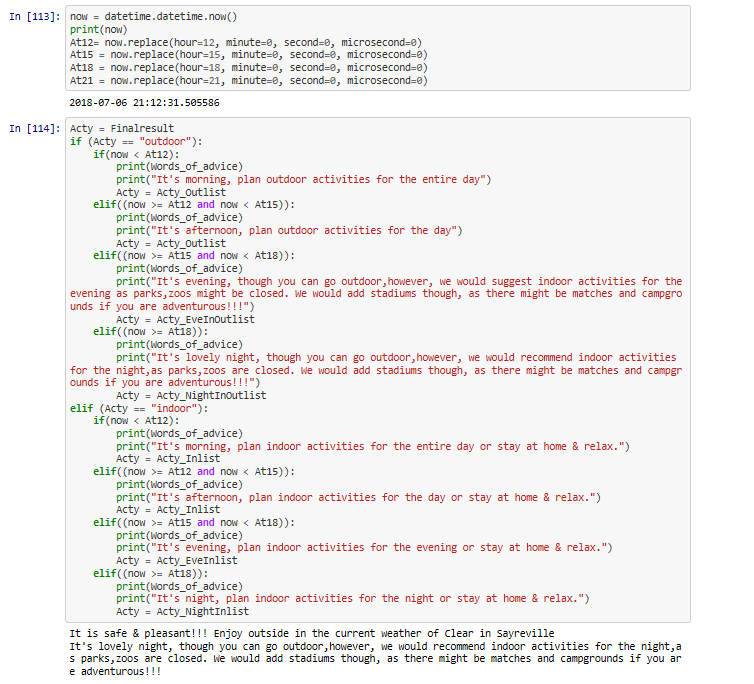 In [113]: now = datetime.datetime.now()
print(now)
At12= now.replace(hour=12, minute=0, second=0, microsecond=0)
At15 = now.replace(hour=15, minute=0, second=0, microsecond=0)
At18 = now.replace(hour=18, minute=0, second=0, microsecond=0)
At21 = now.replace(hour=21, minute=0, second=0, microsecond=0)
2018-07-06 21:12:31.505586
In [114]: Acty = Finalresult
if (Acty == "outdoor"):
    if(now < At12):
        print(Words_of_advice)
        print("It's morning, plan outdoor activities for the entire day")
        Acty = Acty_Outlist
    elif((now >= At12 and now < At15)):
        print(Words_of_advice)
        print("It's afternoon, plan outdoor activities for the day")
        Acty = Acty_Outlist
    elif((now >= At15 and now < At18)):
        print(Words_of_advice)
        print("It's evening, though you can go outdoor,however, we would suggest indoor activities for the
evening as parks,zoos might be closed. We would add stadiums though, as there might be matches and campgro
unds if you are adventurous!!!")
        Acty = Acty_EveInOutlist
    elif((now >= At18)):
        print(Words_of_advice)
        print("It's lovely night, though you can go outdoor,however, we would recommend indoor activities
for the night,as parks,zoos are closed. We would add stadiums though, as there might be matches and campgr
ounds if you are adventurous!!!")
        Acty = Acty_NightInOutlist
elif (Acty == "indoor"):
    if(now < At12):
        print(Words_of_advice)
        print("It's morning, plan indoor activities for the entire day or stay at home & relax.")
        Acty = Acty_Inlist
    elif((now >= At12 and now < At15)):
        print(Words_of_advice)
        print("It's afternoon, plan indoor activities for the day or stay at home & relax.")
        Acty = Acty_Inlist
    elif((now >= At15 and now < At18)):
        print(Words_of_advice)
        print("It's evening, plan indoor activities for the evening or stay at home & relax.")
        Acty = Acty_EveInlist
    elif((now >= At18)):
        print(Words_of_advice)
        print("It's night, plan indoor activities for the night or stay at home & relax.")
        Acty = Acty_NightInlist
It is safe & pleasant!!! Enjoy outside in the current weather of Clear in Sayreville
It's lovely night, though you can go outdoor,however, we would recommend indoor activities for the night,a
s parks,zoos are closed. We would add stadiums though, as there might be matches and campgrounds if you ar
e adventurous!!!